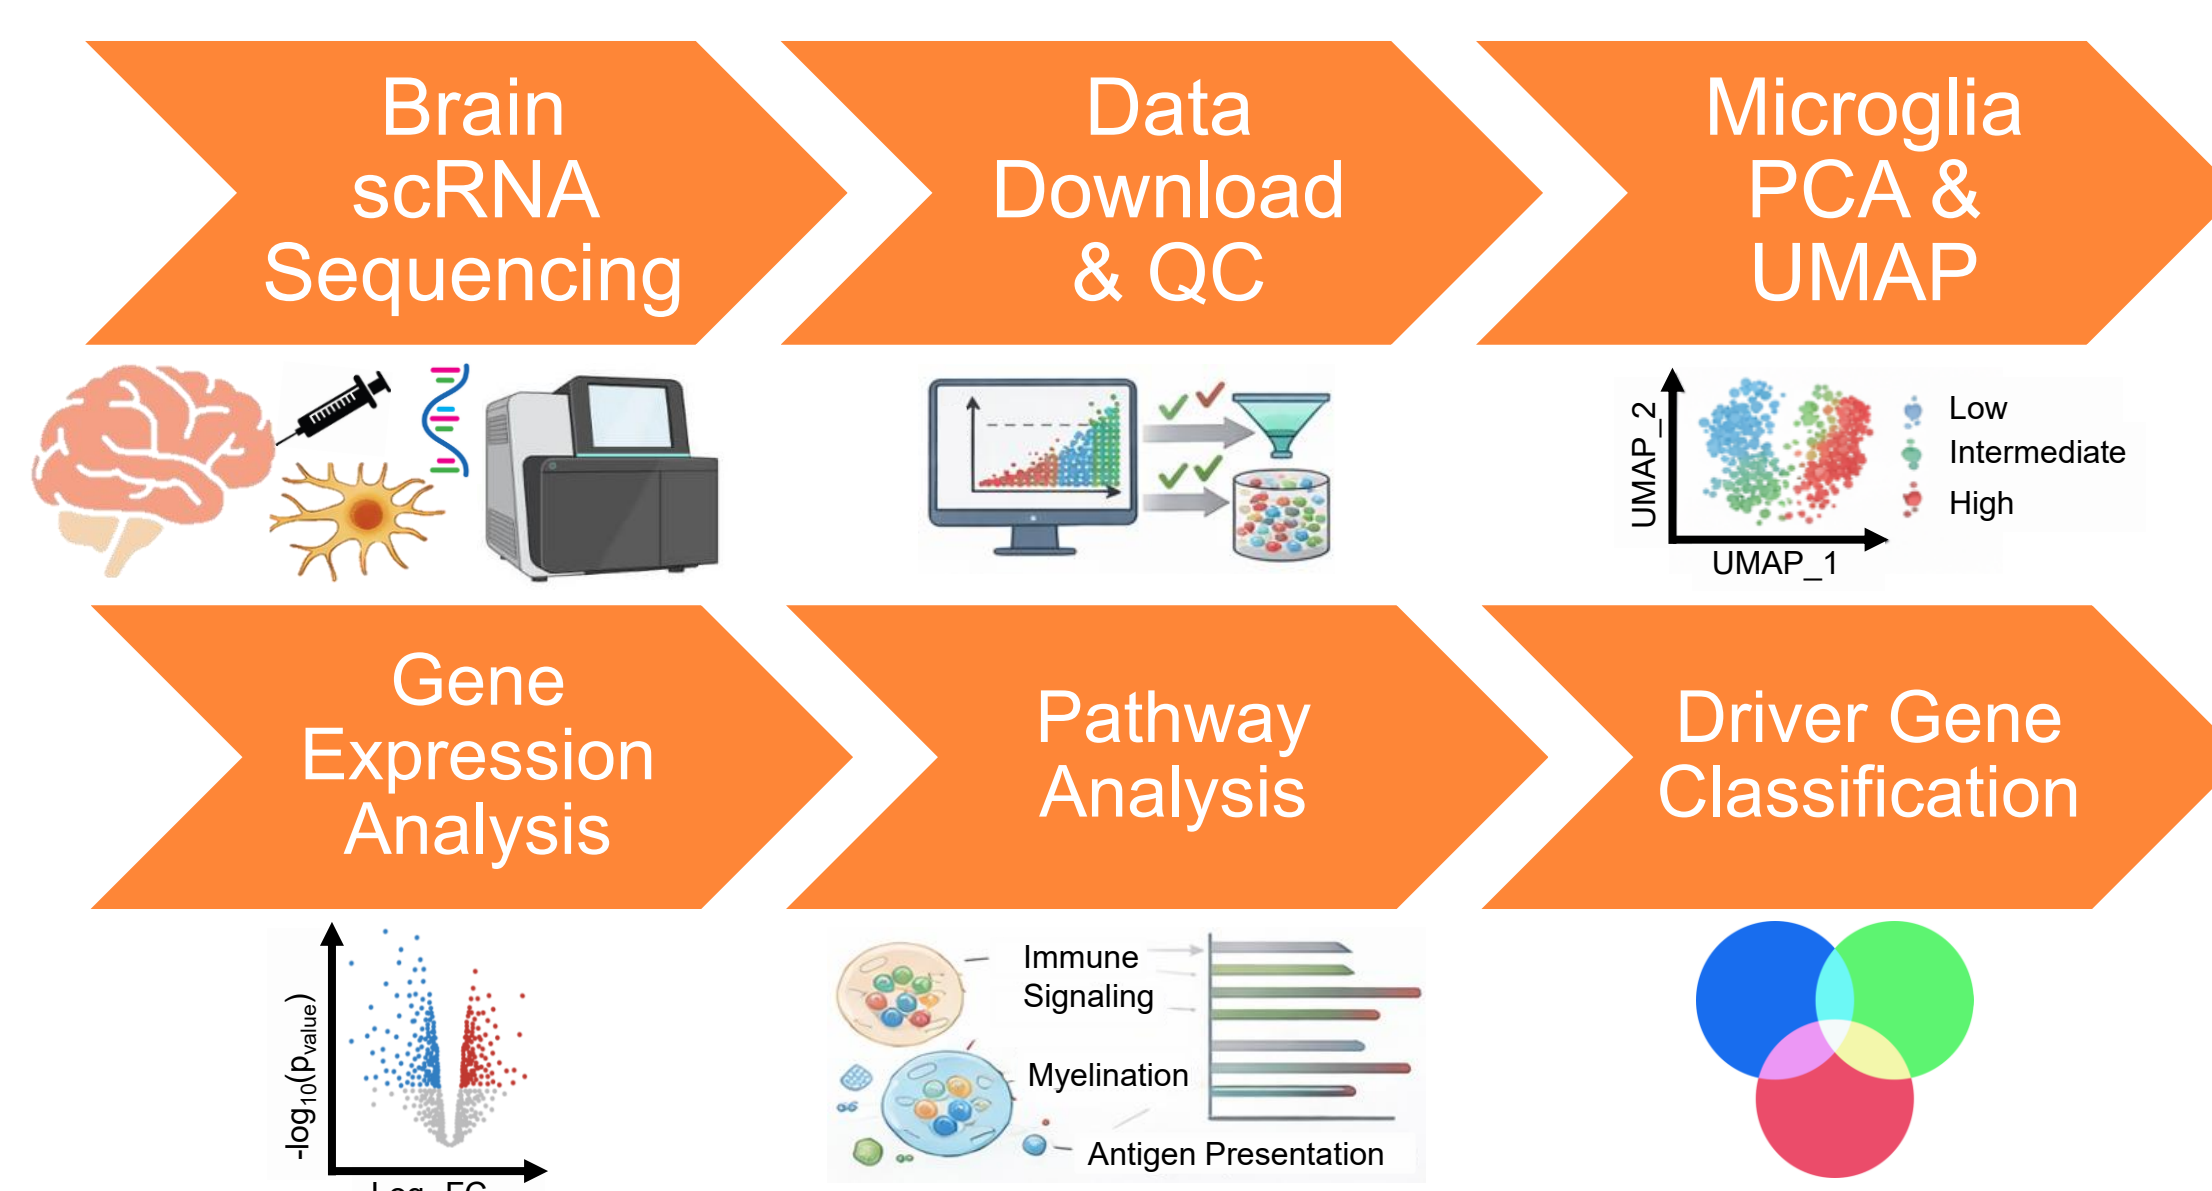 Brain
scRNA
Sequencing
Data
Download
& QC
Microglia
PCA &
UMAP
UMAP_2
UMAP_1
Low
Intermediate
High
Gene
Expression
Analysis
Pathway
Analysis
Driver Gene
Classification
-log10(pvalue)
Immune
Signaling
Myelination
Antigen Presentation